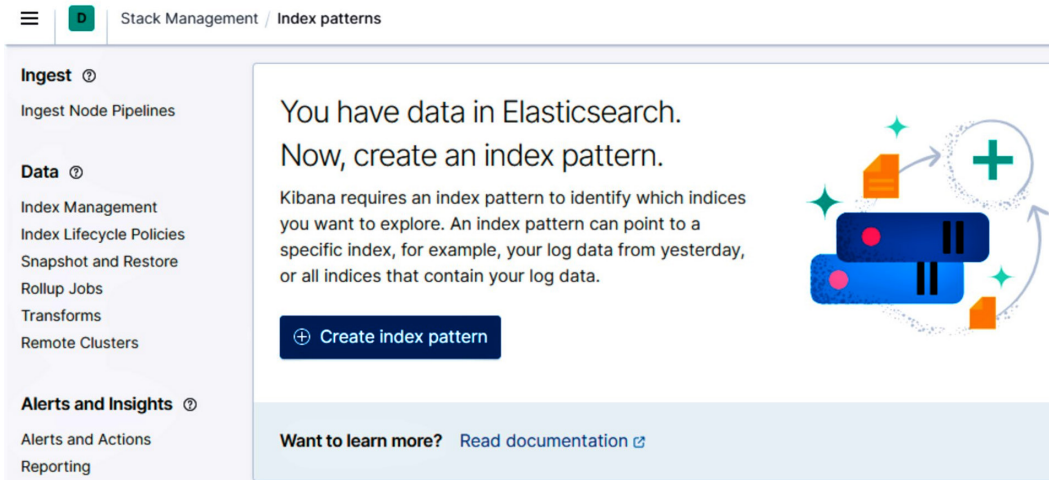 D Stack Management / Index patterns
Ingest
Ingest Node Pipelines
Data
Index Management
Index Lifecycle Policies
Snapshot and Restore
Rollup Jobs
Transforms
Remote Clusters
Alerts and Insights
Alerts and Actions
Reporting
You have data in Elasticsearch.
Now, create an index pattern.
Kibana requires an index pattern to identify which indices
you want to explore. An index pattern can point to a
specific index, for example, your log data from yesterday,
or all indices that contain your log data.
Create index pattern
Want to learn more? Read documentation